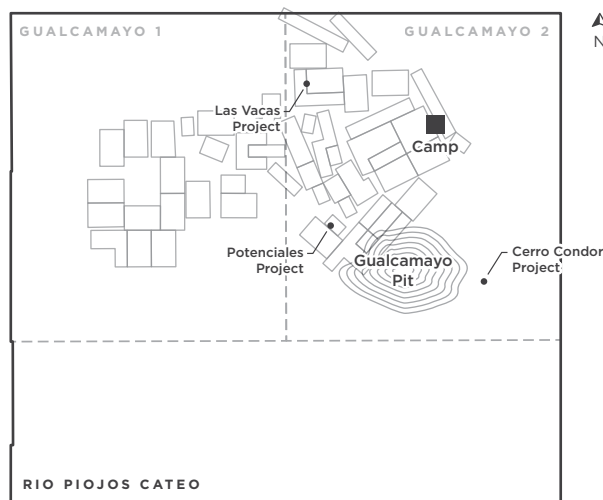 GUALCAMAYO 1
GUALCAMAYO 2
N
Las Vacas
Project
Camp
Potenciales
Project
Gualcamayo
Pit
Cerro Condor
Project
RIO PIOJOS CATEO